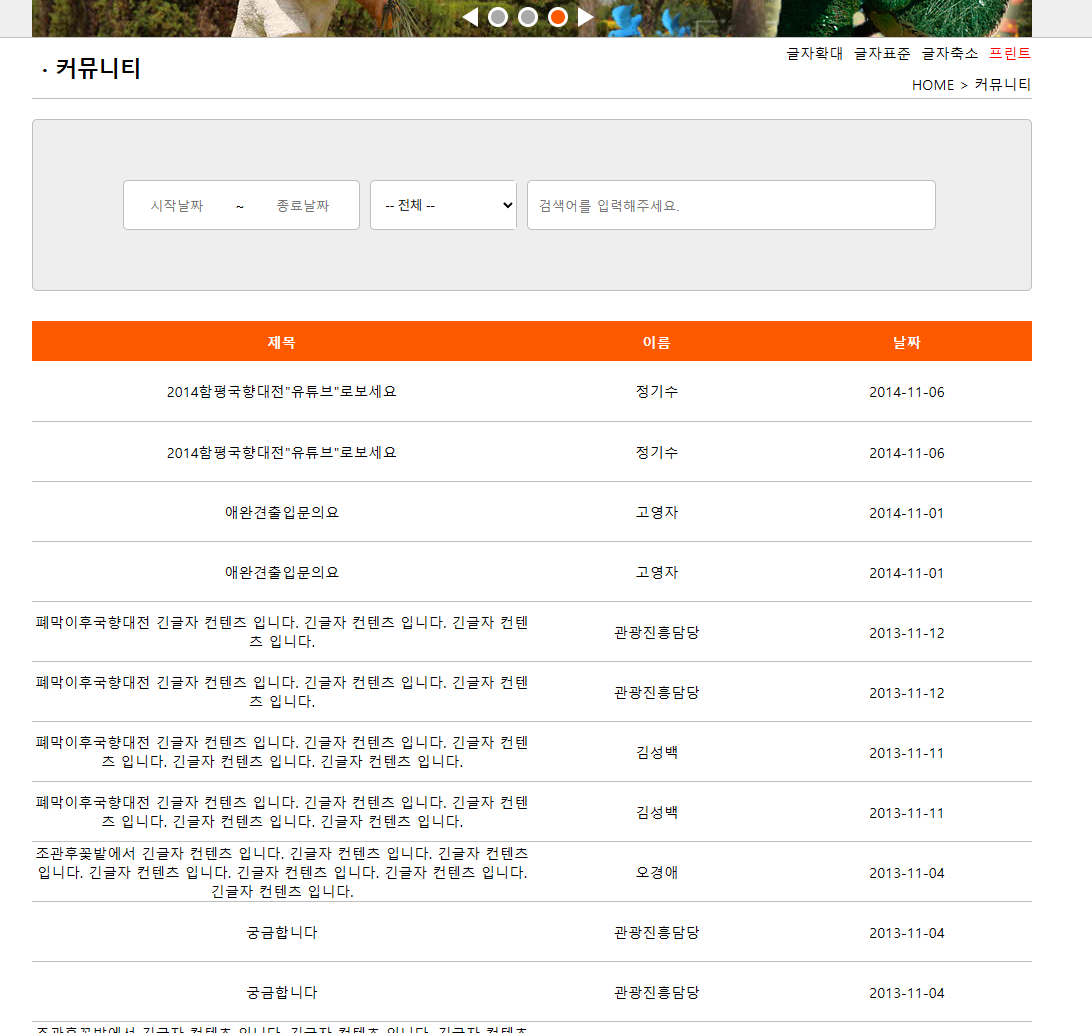 · 커뮤니티
글자확대 글자표준 글자축소 프린트
HOME > 커뮤니티
시작날짜 ~ 종료날짜 -- 전체 -- 검색어를 입력해주세요.
제목 이름 날짜
2014함평국향대전"유튜브"로보세요 정기수 2014-11-06
2014함평국향대전"유튜브"로보세요 정기수 2014-11-06
애완견출입문의요 고영자 2014-11-01
애완견출입문의요 고영자 2014-11-01
폐막이후국향대전 긴글자 컨텐츠 입니다. 긴글자 컨텐츠 입니다. 긴글자 컨텐
츠 입니다. 관광진흥담당 2013-11-12
폐막이후국향대전 긴글자 컨텐츠 입니다. 긴글자 컨텐츠 입니다. 긴글자 컨텐
츠 입니다. 관광진흥담당 2013-11-12
폐막이후국향대전 긴글자 컨텐츠 입니다. 긴글자 컨텐츠 입니다. 긴글자 컨텐
츠 입니다. 긴글자 컨텐츠 입니다. 긴글자 컨텐츠 입니다. 김성백 2013-11-11
폐막이후국향대전 긴글자 컨텐츠 입니다. 긴글자 컨텐츠 입니다. 긴글자 컨텐
츠 입니다. 긴글자 컨텐츠 입니다. 긴글자 컨텐츠 입니다. 김성백 2013-11-11
조관후꽃밭에서 긴글자 컨텐츠 입니다. 긴글자 컨텐츠 입니다. 긴글자 컨텐츠
입니다. 긴글자 컨텐츠 입니다. 긴글자 컨텐츠 입니다. 긴글자 컨텐츠 입니다.
긴글자 컨텐츠 입니다. 오경애 2013-11-04
궁금합니다 관광진흥담당 2013-11-04
궁금합니다 관광진흥담당 2013-11-04